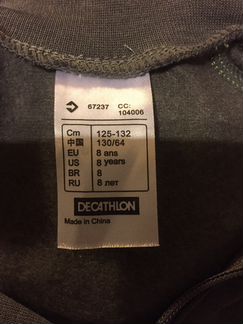 67237 CC:
104006
Cm 125-132
中国 130/64
EU 8 ans
US 8 years
BR 8
RU 8 лет
DECATHLON
Made in China